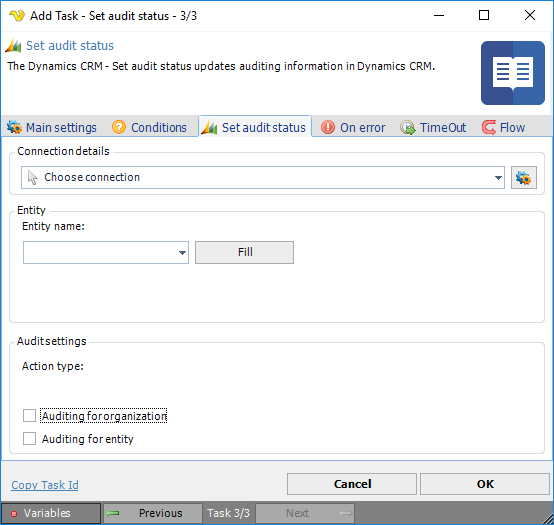 Add Task - Set audit status - 3/3
Set audit status
The Dynamics CRM - Set audit status updates auditing information in Dynamics CRM.
Main settings Conditions Set audit status On error TimeOut Flow
Connection details
Choose connection
Entity
Entity name:
Fill
Audit settings
Action type:
Auditing for organization
Auditing for entity
Copy Task Id Cancel OK
Variables Previous Task 3/3 Next